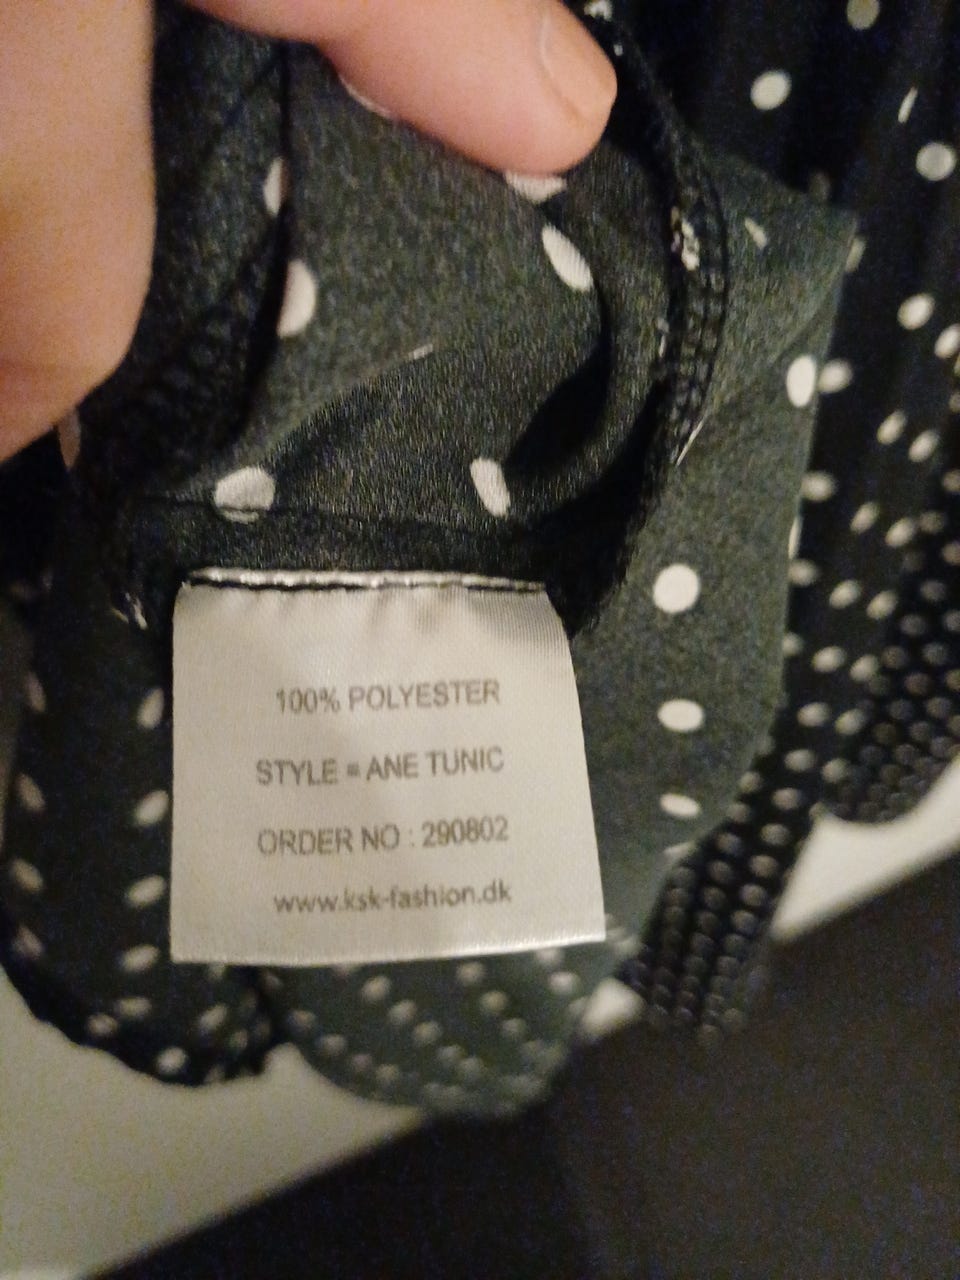 100% POLYESTER
STYLE = ANE TUNIC
ORDER NO : 290802
www.ksk-fashion.dk